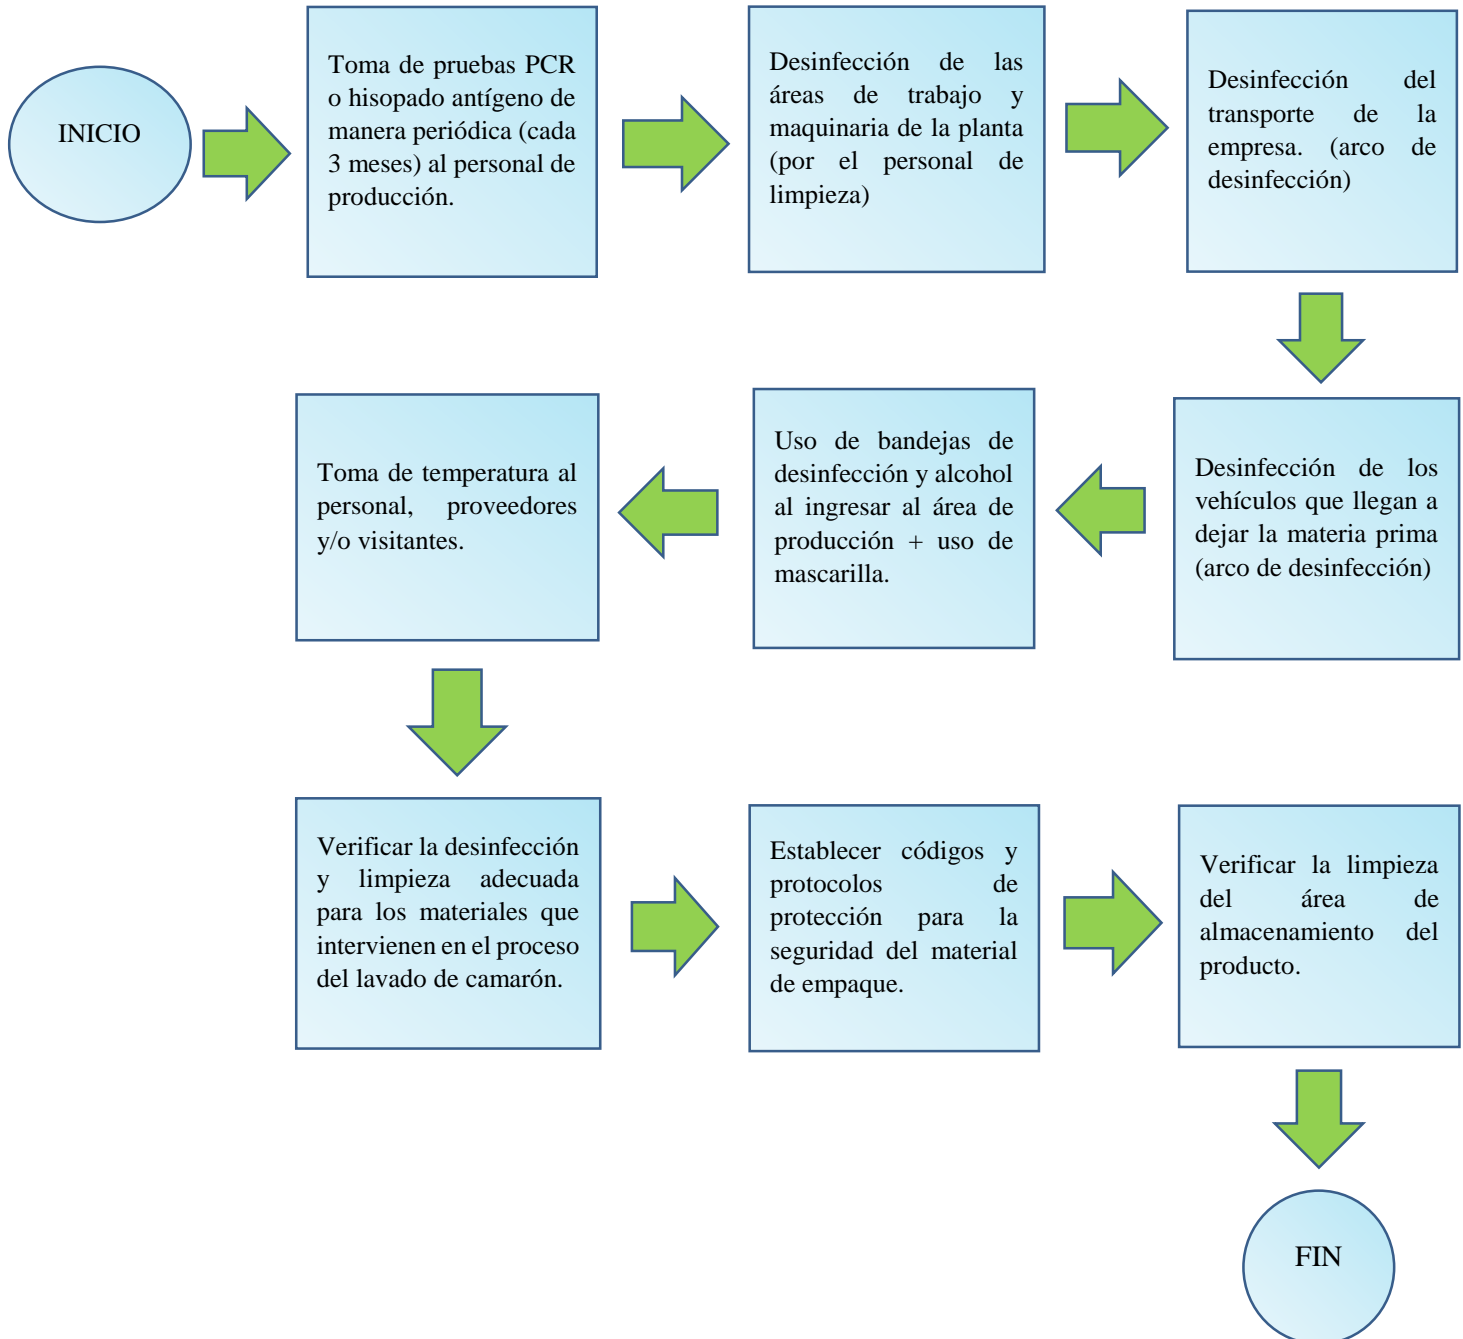 INICIO
Toma de pruebas PCR
o hisopado antígeno de
manera periódica (cada
3 meses) al personal de
producción.
Desinfección de las
áreas de trabajo y
maquinaria de la planta
(por el personal de
limpieza)
Desinfección del
transporte de la
empresa. (arco de
desinfección)
Desinfección de los
vehículos que llegan a
dejar la materia prima
(arco de desinfección)
Uso de bandejas de
desinfección y alcohol
al ingresar al área de
producción + uso de
mascarilla.
Toma de temperatura al
personal, proveedores
y/o visitantes.
Verificar la desinfección
y limpieza adecuada
para los materiales que
intervienen en el proceso
del lavado de camarón.
Establecer códigos y
protocolos de
protección para la
seguridad del material
de empaque.
Verificar la limpieza
del área de
almacenamiento del
producto.
FIN